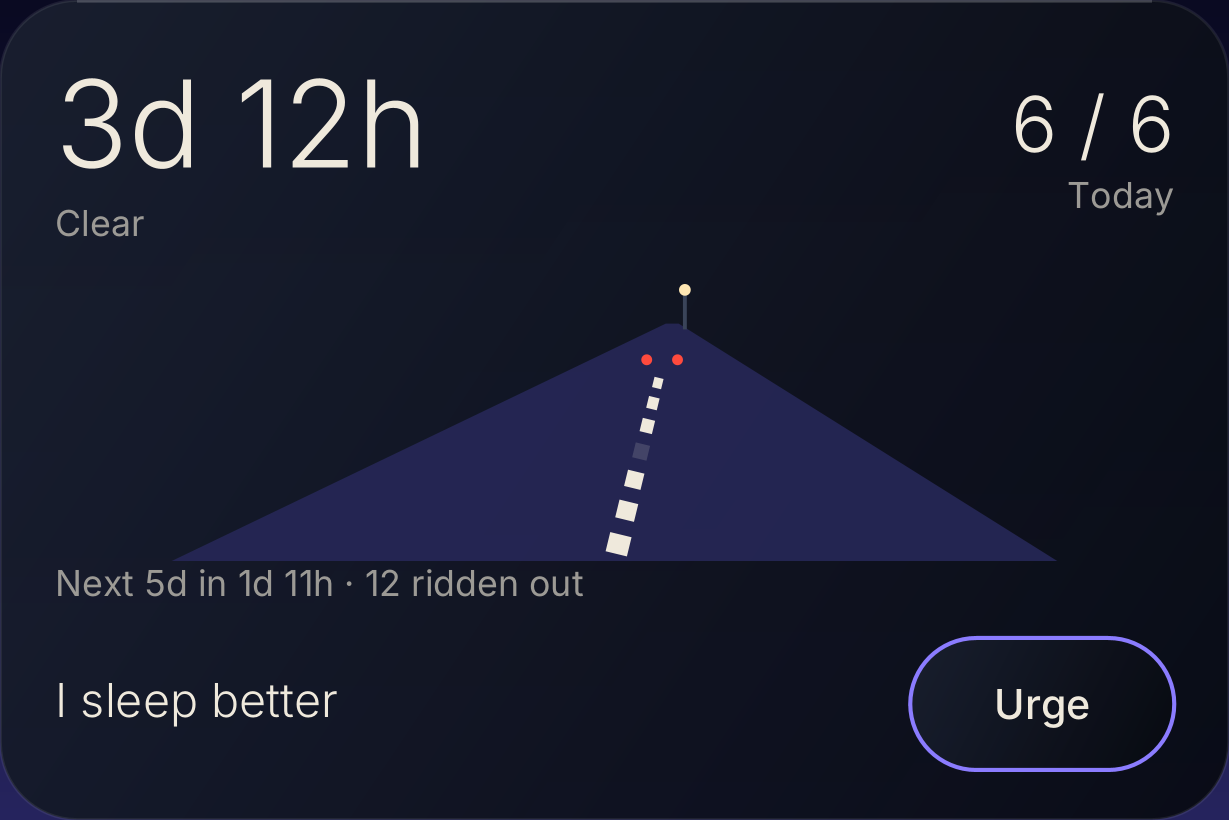 3d 12h
6 / 6
Clear
Today
Next 5d in 1d 11h · 12 ridden out
I sleep better
Urge